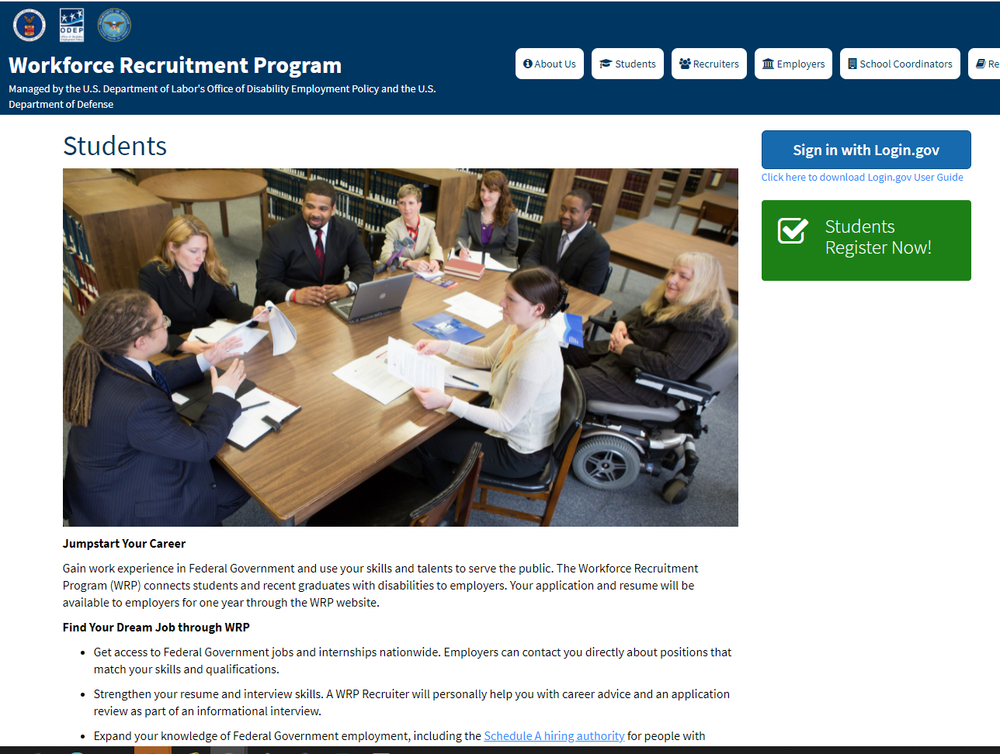 ODEP
Workforce Recruitment Program
Managed by the U.S. Department of Labor's Office of Disability Employment Policy and the U.S.
Department of Defense
About Us
Students
Recruiters
Employers
School Coordinators
Re
Students
Sign in with Login.gov
Click here to download Login.gov User Guide
Students
Register Now!
Jumpstart Your Career
Gain work experience in Federal Government and use your skills and talents to serve the public. The Workforce Recruitment
Program (WRP) connects students and recent graduates with disabilities to employers. Your application and resume will be
available to employers for one year through the WRP website.
Find Your Dream Job through WRP
• Get access to Federal Government jobs and internships nationwide. Employers can contact you directly about positions that
match your skills and qualifications.
• Strengthen your resume and interview skills. A WRP Recruiter will personally help you with career advice and an application
review as part of an informational interview.
• Expand your knowledge of Federal Government employment, including the Schedule A hiring authority for people with